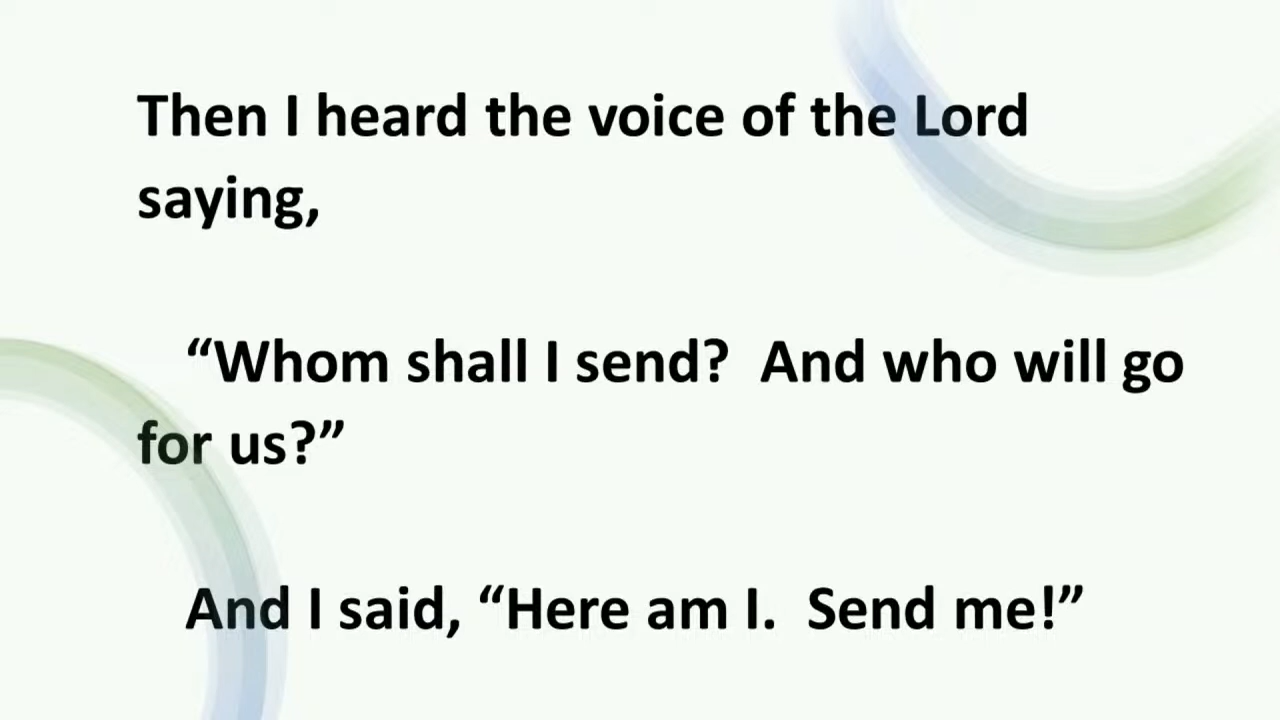 Then I heard the voice of the Lord
saying,
“Whom shall I send?  And who will go
for us?”
And I said, “Here am I.  Send me!”